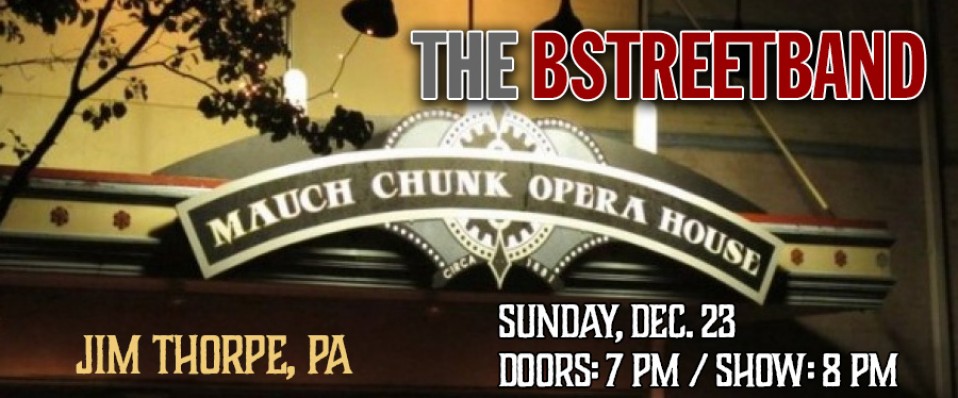 THE BSTREETBAND
MAUCH CHUNK OPERA HOUSE
CIRCA
JIM THORPE, PA
SUNDAY, DEC. 23
DOORS: 7 PM / SHOW: 8 PM